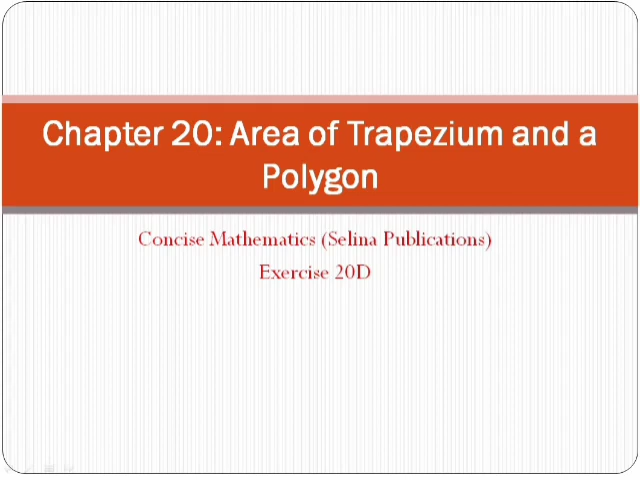 Chapter 20: Area of Trapezium and a
Polygon
Concise Mathematics (Selina Publications)
Exercise 20D